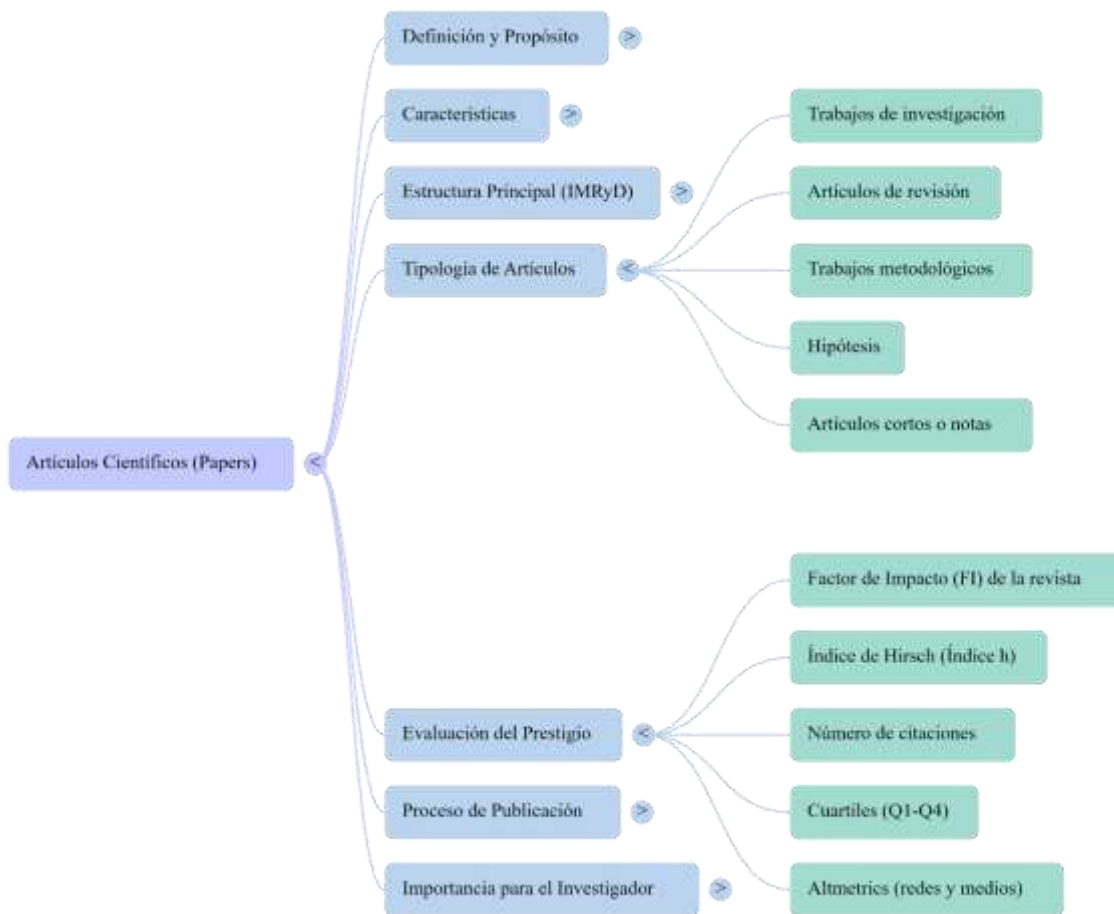 Definición y Propósito >
Características >
Estructura Principal (IMRyD) >
Tipología de Artículos <
Trabajos de investigación
Artículos de revisión
Trabajos metodológicos
Hipótesis
Artículos cortos o notas
Artículos Científicos (Papers) <
Evaluación del Prestigio <
Factor de Impacto (FI) de la revista
Índice de Hirsch (Índice h)
Número de citaciones
Cuartiles (Q1-Q4)
Altmetrics (redes y medios)
Proceso de Publicación >
Importancia para el Investigador >